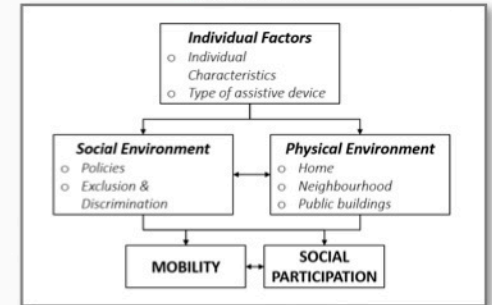 Individual Factors
o Individual
Characteristics
o Type of assistive device
Social Environment
o Policies
o Exclusion &
Discrimination
Physical Environment
o Home
o Neighbourhood
o Public buildings
MOBILITY
SOCIAL
PARTICIPATION